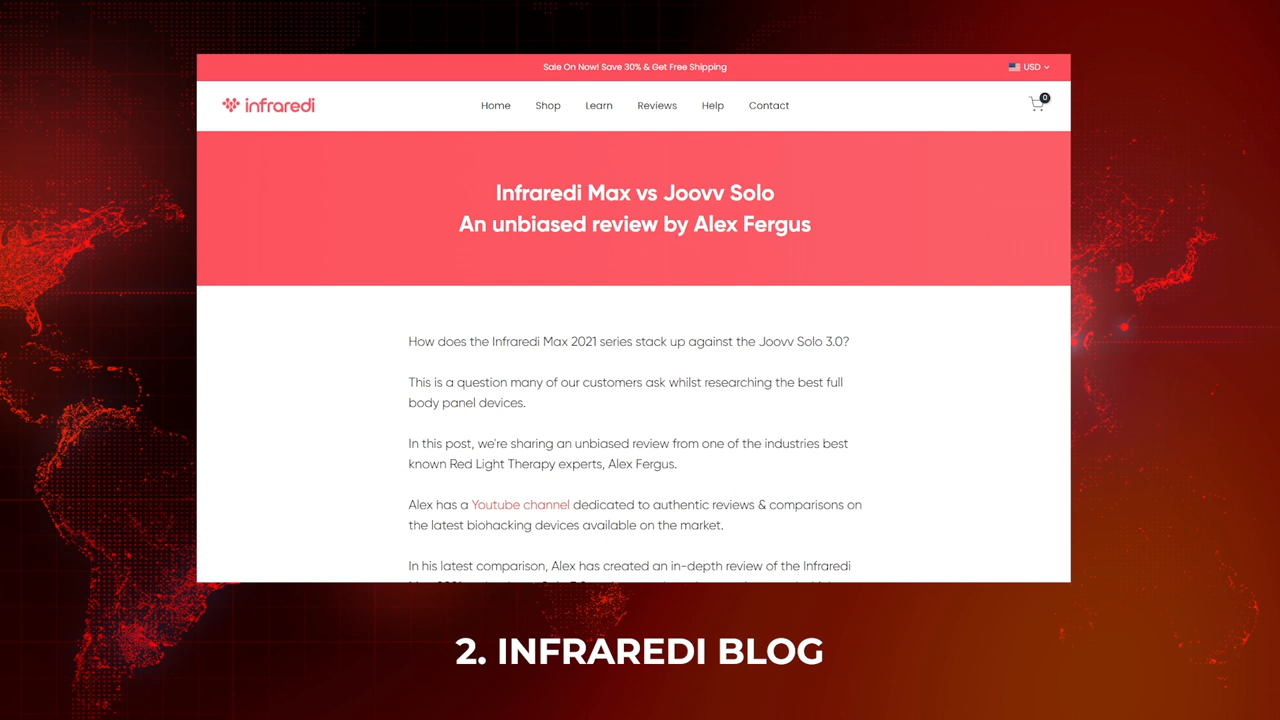 Sale On Now! Save 30% & Get Free Shipping
USD
infraredi
Home
Shop
Learn
Reviews
Help
Contact
0
Infraredi Max vs Joovv Solo
An unbiased review by Alex Fergus
How does the Infraredi Max 2021 series stack up against the Joovv Solo 3.0?
This is a question many of our customers ask whilst researching the best full
body panel devices.
In this post, we're sharing an unbiased review from one of the industries best
known Red Light Therapy experts, Alex Fergus.
Alex has a Youtube channel dedicated to authentic reviews & comparisons on
the latest biohacking devices available on the market.
In his latest comparison, Alex has created an in-depth review of the Infraredi
2. INFRAREDI BLOG